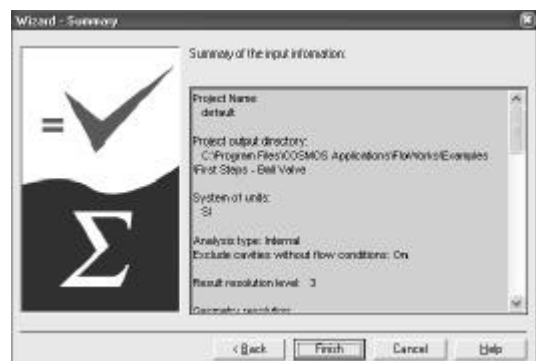 Wizard - Summary
Summary of the input information:
Project Name:
default
Project output directory:
C:\Program Files\COSMOS Applications\FloWorks\Examples
\First Steps - Ball Valve
System of units:
SI
Analysis type: Internal
Exclude cavities without flow conditions: On
Result resolution level: 3
Geometry resolution:
=
Σ
< Back
Finish
Cancel
Help